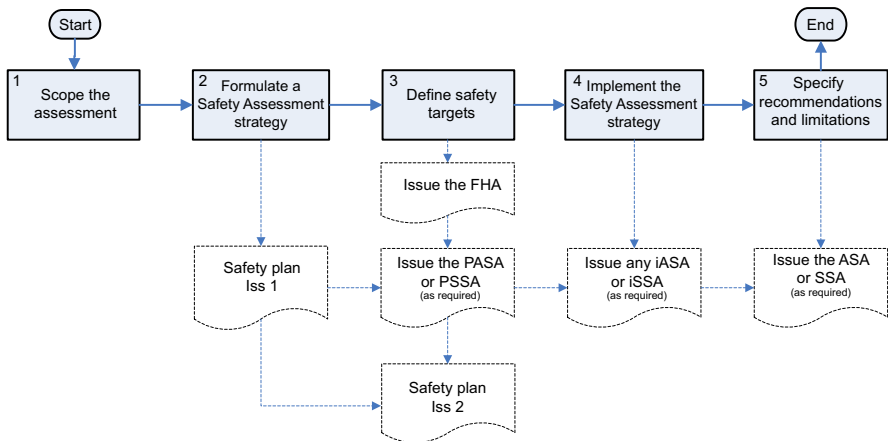 Start
End
1
Scope the
assessment
2
Formulate a
Safety Assessment
strategy
3
Define safety
targets
4
Implement the
Safety Assessment
strategy
5
Specify
recommendations
and limitations
Issue the FHA
Safety plan
Iss 1
Issue the PASA
or PSSA
(as required)
Issue any iASA
or iSSA
(as required)
Issue the ASA
or SSA
(as required)
Safety plan
Iss 2